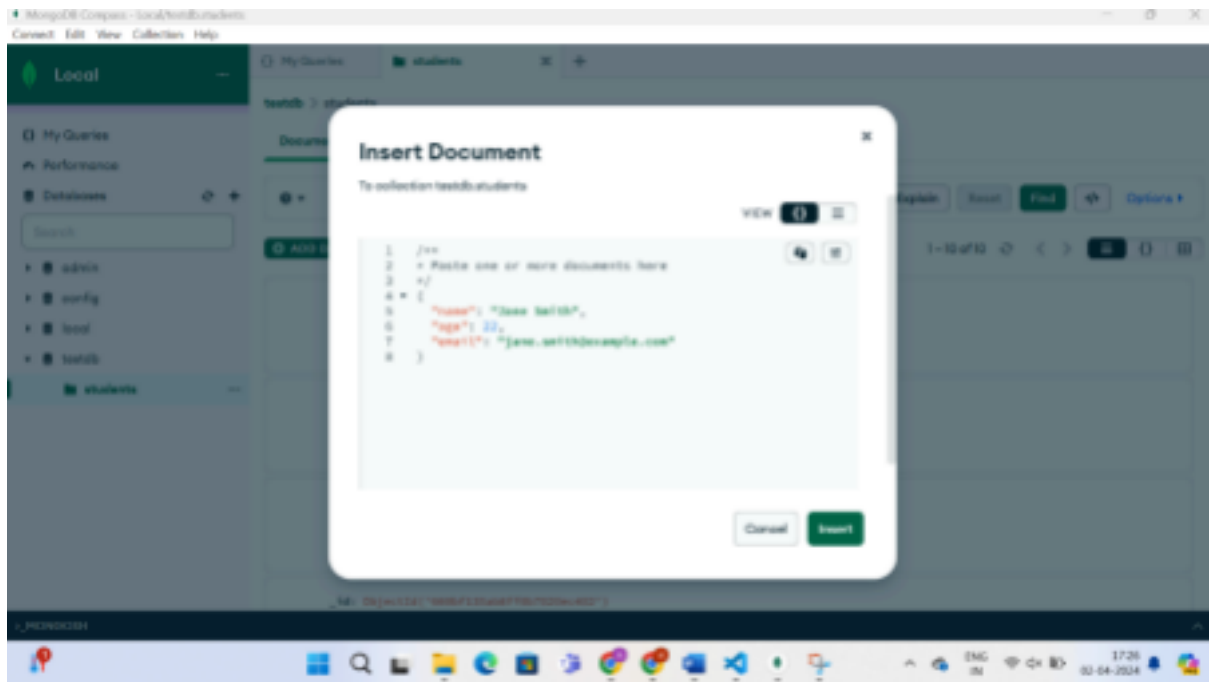 MongoDB Compass - Local/testdb.students
Connect Edit View Collection Help
Local
My Queries
students
testdb > students
My Queries
Performance
Databases
Search
admin
config
local
testdb
students
Insert Document
To collection testdb.students
VIEW {}
1 /**
2 * Paste one or more documents here
3 */
4 {
5 "name": "Jane Smith",
6 "age": 22,
7 "email": "jane.smith@example.com"
8 }
Cancel Insert
Explain Reset Find </> Options
1 – 10 of 10
_id: ObjectId(
>_MONGOSH
ENG
IN
17:26
02-04-2024